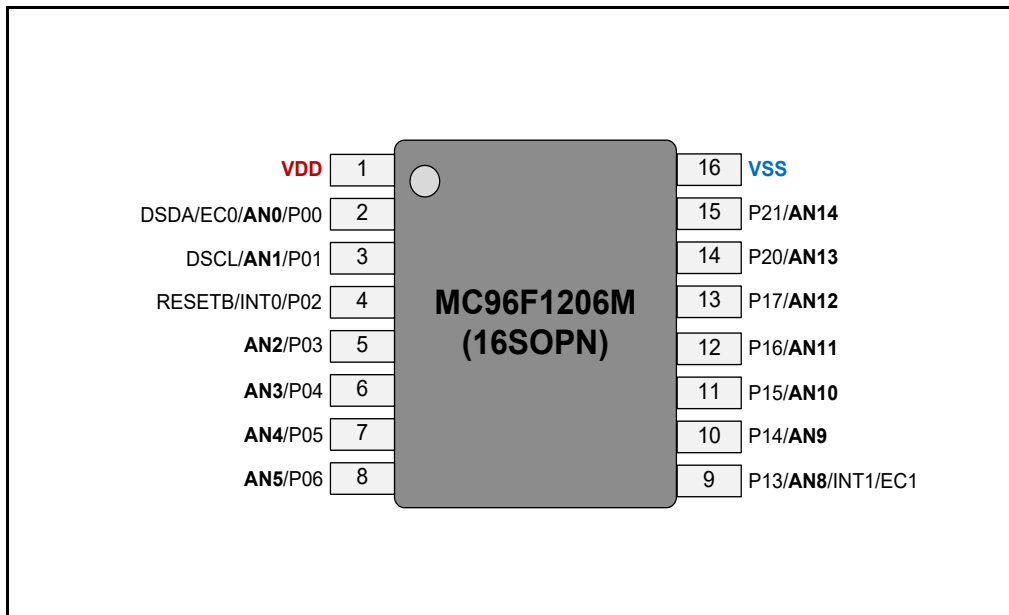 VDD 1 16 VSS
DSDA/EC0/AN0/P00 2 15 P21/AN14
DSCL/AN1/P01 3 14 P20/AN13
RESETB/INT0/P02 4 13 P17/AN12
MC96F1206M
(16SOPN)
AN2/P03 5 12 P16/AN11
AN3/P04 6 11 P15/AN10
AN4/P05 7 10 P14/AN9
AN5/P06 8 9 P13/AN8/INT1/EC1